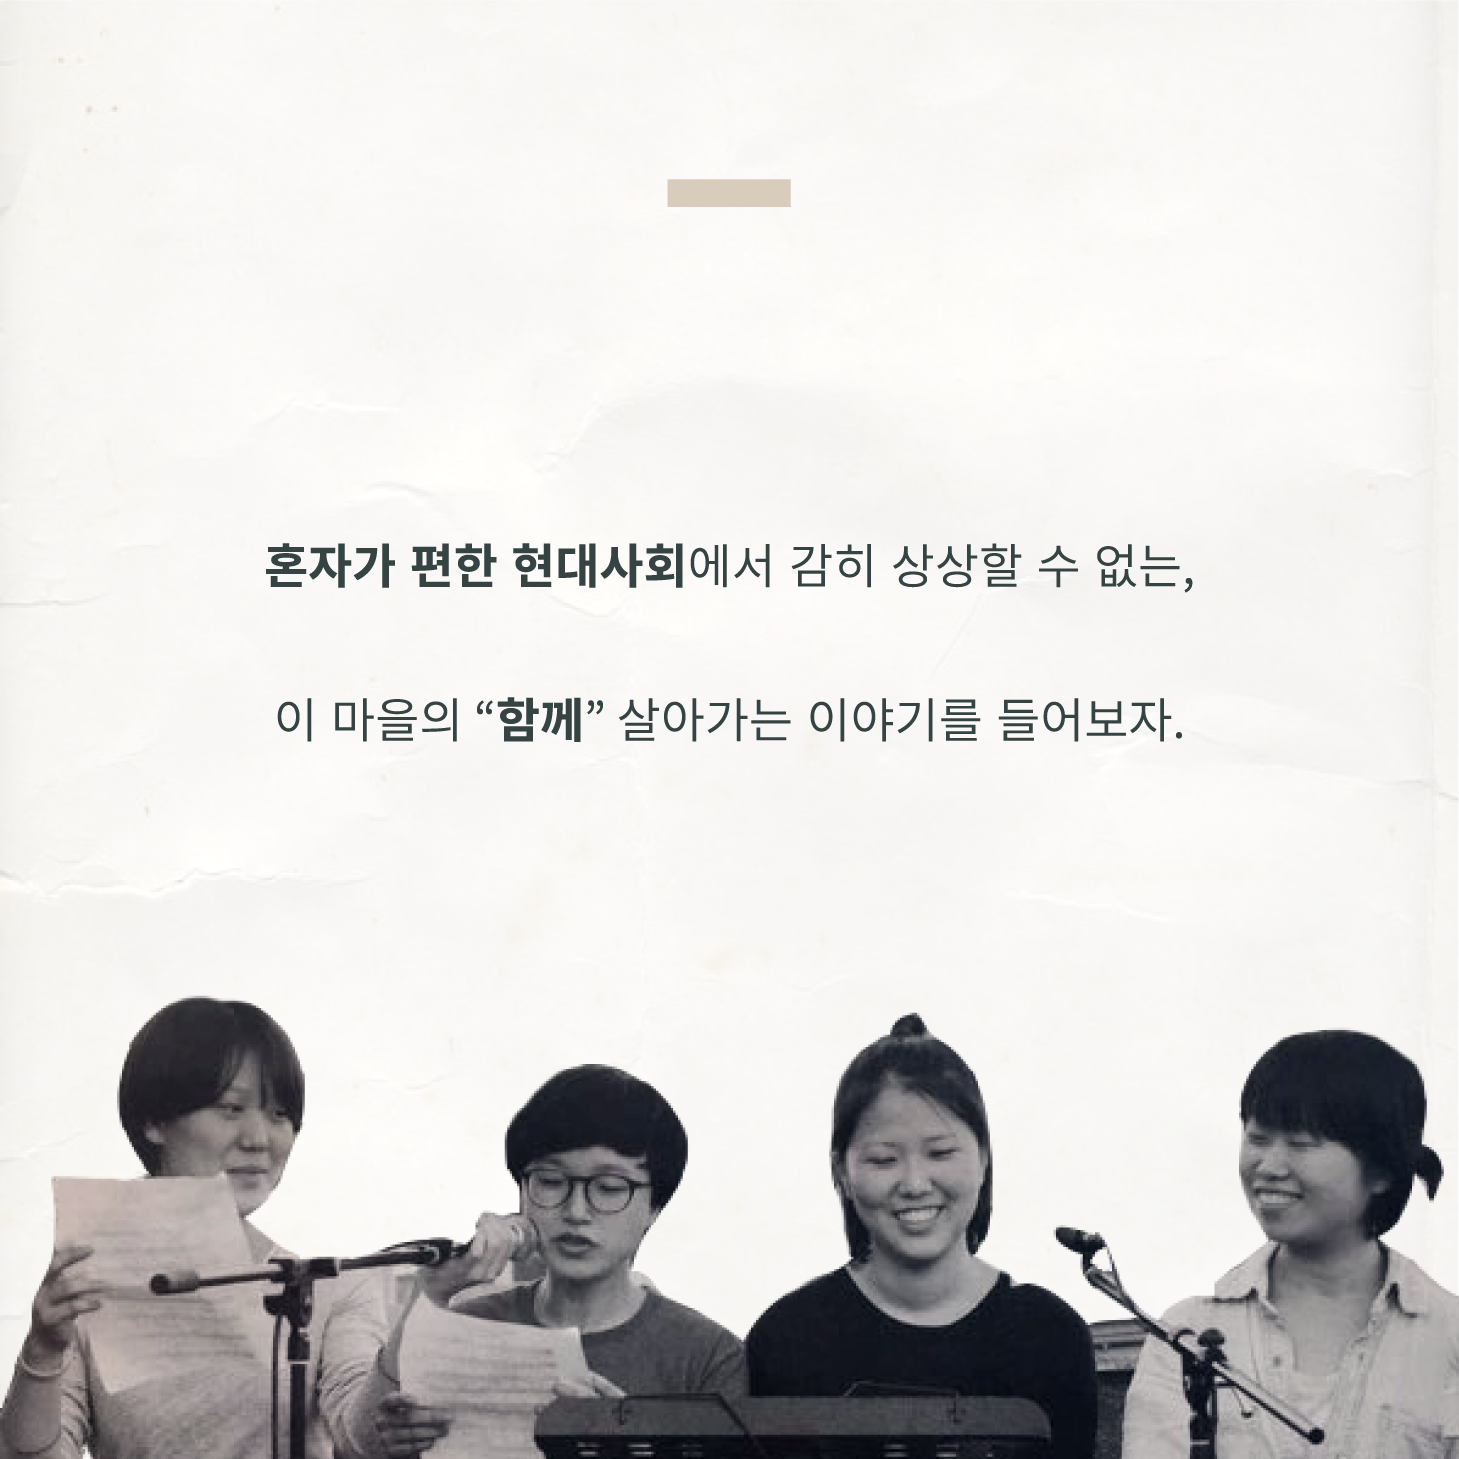 혼자가 편한 현대사회에서 감히 상상할 수 없는,
이 마을의 “함께” 살아가는 이야기를 들어보자.